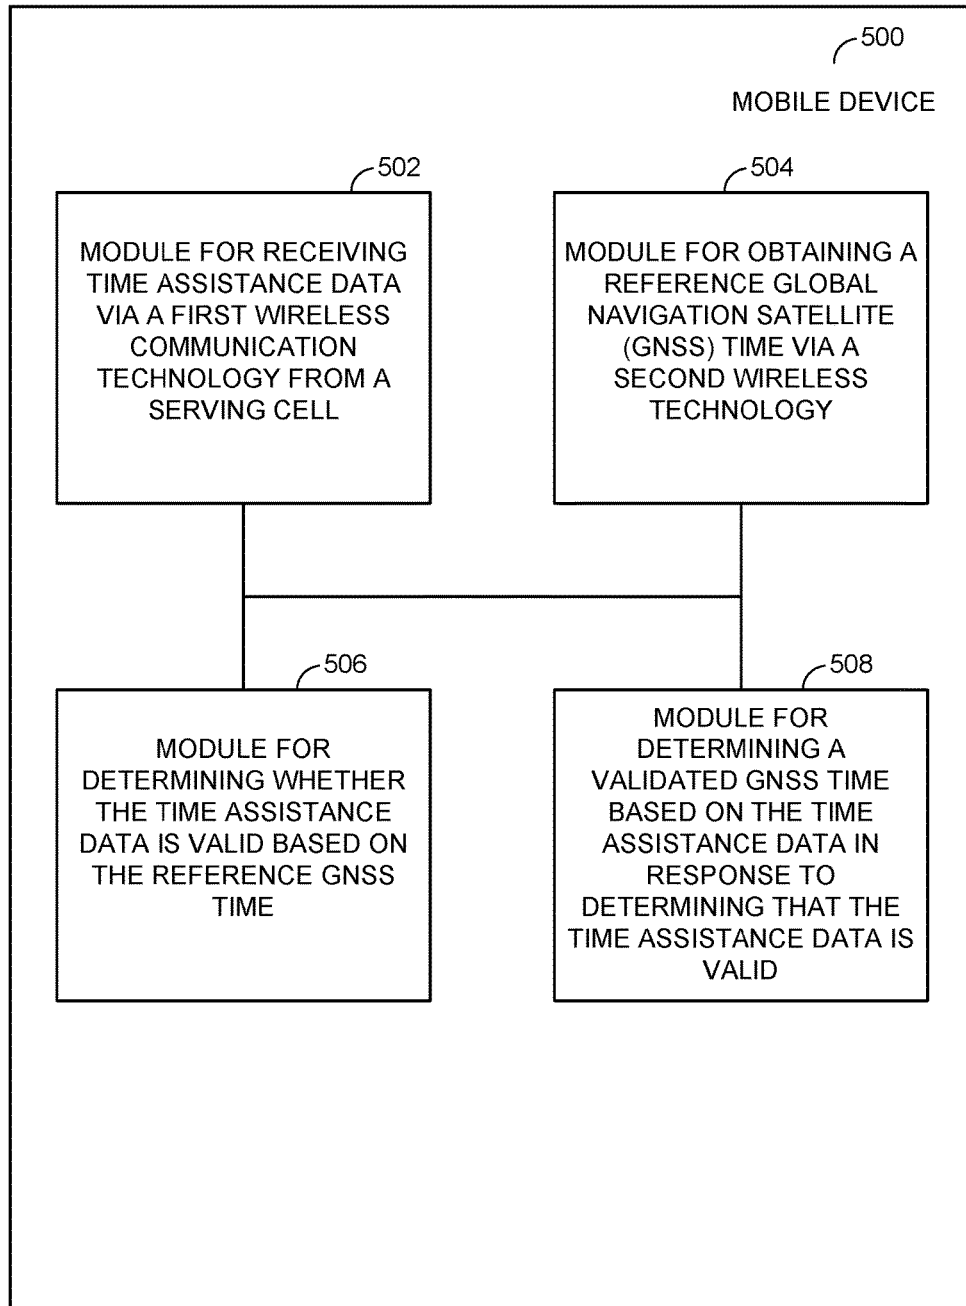 500
MOBILE DEVICE
502
MODULE FOR RECEIVING
TIME ASSISTANCE DATA
VIA A FIRST WIRELESS
COMMUNICATION
TECHNOLOGY FROM A
SERVING CELL
504
MODULE FOR OBTAINING A
REFERENCE GLOBAL
NAVIGATION SATELLITE
(GNSS) TIME VIA A
SECOND WIRELESS
TECHNOLOGY
506
MODULE FOR
DETERMINING WHETHER
THE TIME ASSISTANCE
DATA IS VALID BASED ON
THE REFERENCE GNSS
TIME
508
MODULE FOR
DETERMINING A
VALIDATED GNSS TIME
BASED ON THE TIME
ASSISTANCE DATA IN
RESPONSE TO
DETERMINING THAT THE
TIME ASSISTANCE DATA IS
VALID